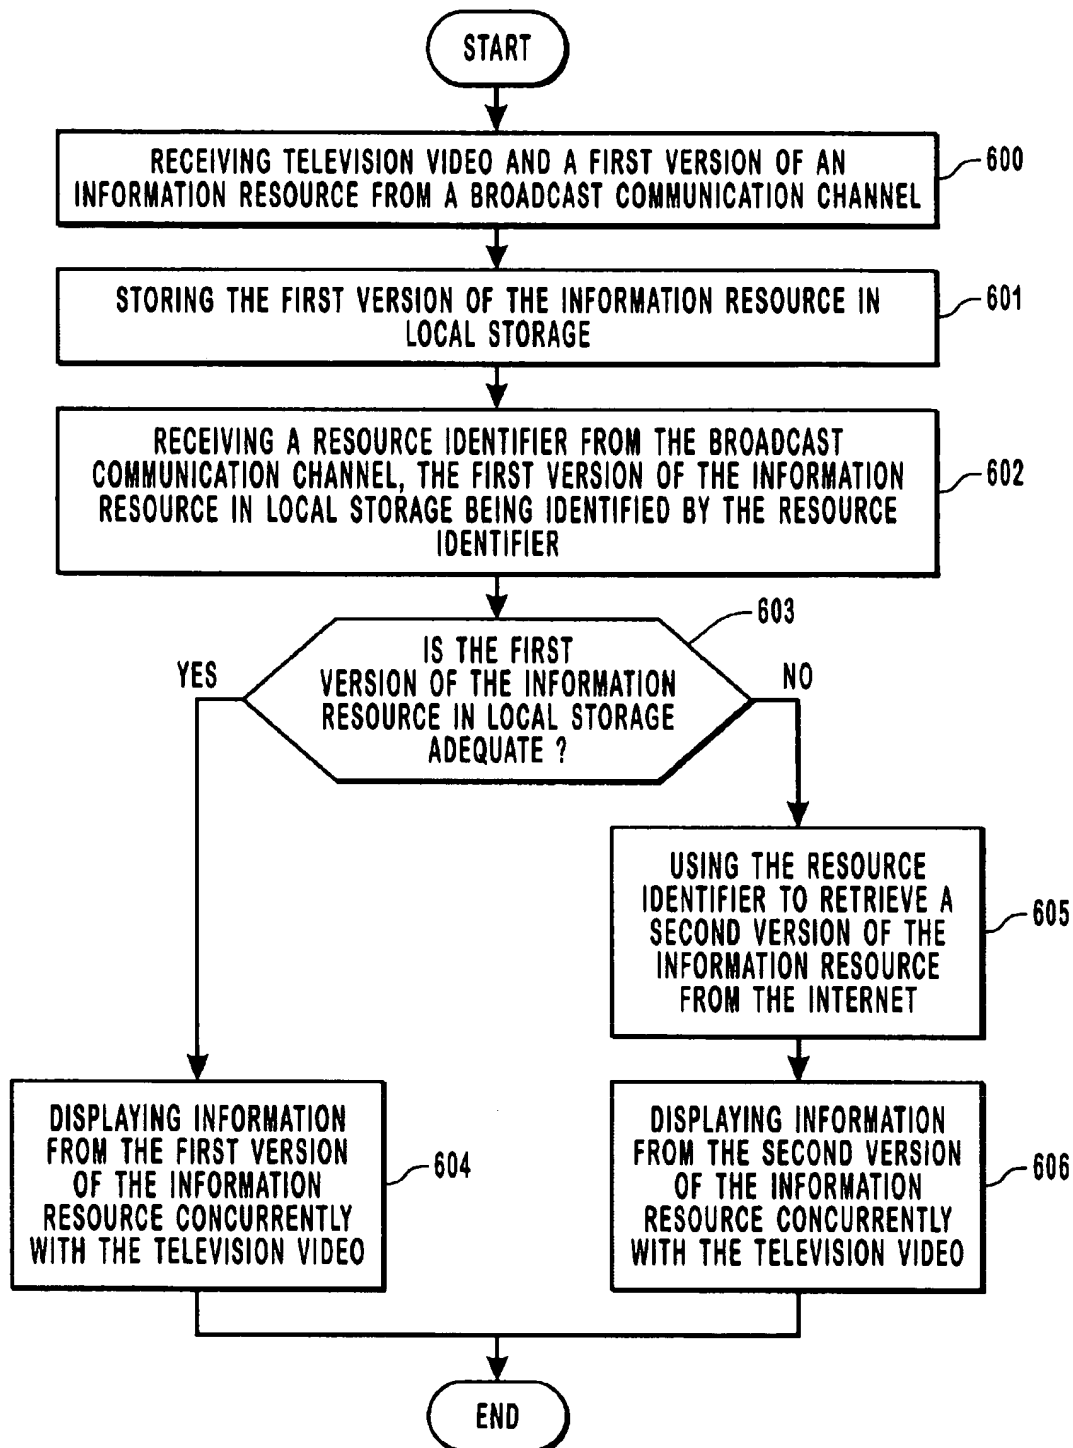 START
RECEIVING TELEVISION VIDEO AND A FIRST VERSION OF AN
INFORMATION RESOURCE FROM A BROADCAST COMMUNICATION CHANNEL
600
STORING THE FIRST VERSION OF THE INFORMATION RESOURCE IN
LOCAL STORAGE
601
RECEIVING A RESOURCE IDENTIFIER FROM THE BROADCAST
COMMUNICATION CHANNEL, THE FIRST VERSION OF THE INFORMATION
RESOURCE IN LOCAL STORAGE BEING IDENTIFIED BY THE RESOURCE
IDENTIFIER
602
603
IS THE FIRST
VERSION OF THE INFORMATION
RESOURCE IN LOCAL STORAGE
ADEQUATE ?
YES
NO
USING THE RESOURCE
IDENTIFIER TO RETRIEVE A
SECOND VERSION OF THE
INFORMATION RESOURCE
FROM THE INTERNET
605
DISPLAYING INFORMATION
FROM THE FIRST VERSION
OF THE INFORMATION
RESOURCE CONCURRENTLY
WITH THE TELEVISION VIDEO
604
DISPLAYING INFORMATION
FROM THE SECOND VERSION
OF THE INFORMATION
RESOURCE CONCURRENTLY
WITH THE TELEVISION VIDEO
606
END